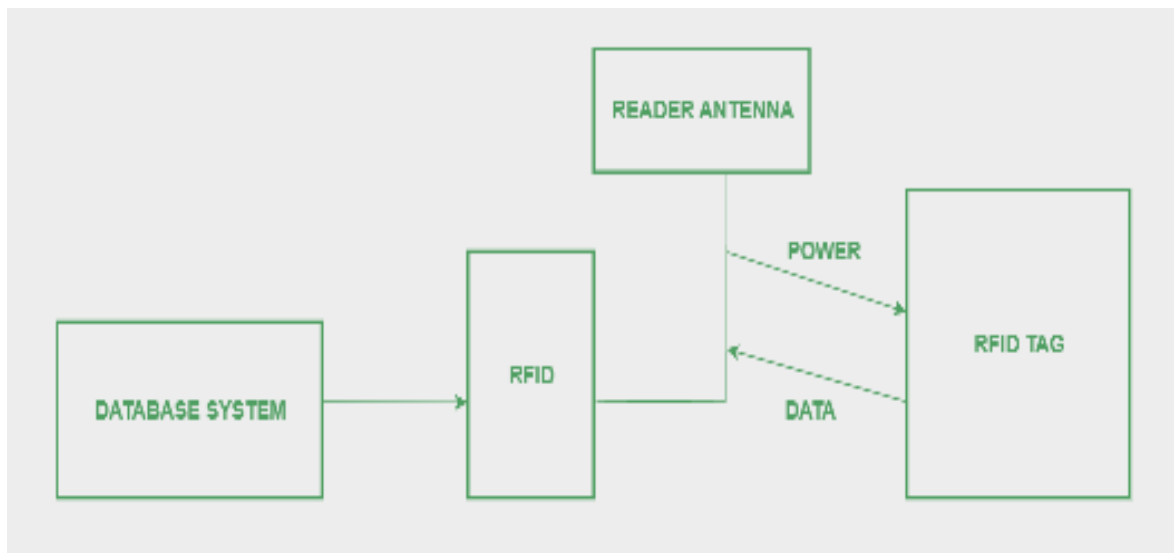 READER ANTENNA
POWER
RFID TAG
RFID
DATABASE SYSTEM
DATA